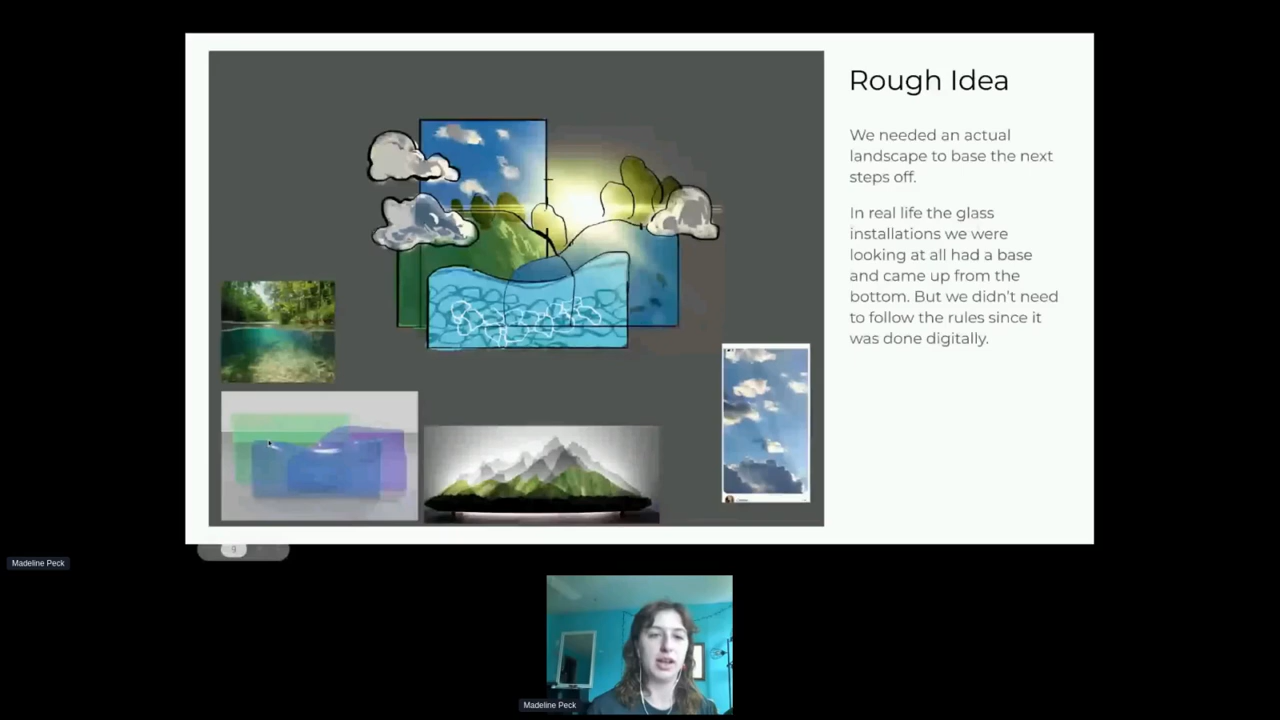 Rough Idea
We needed an actual
landscape to base the next
steps off.
In real life the glass
installations we were
looking at all had a base
and came up from the
bottom. But we didn't need
to follow the rules since it
was done digitally.
9
Madeline Peck
Madeline Peck